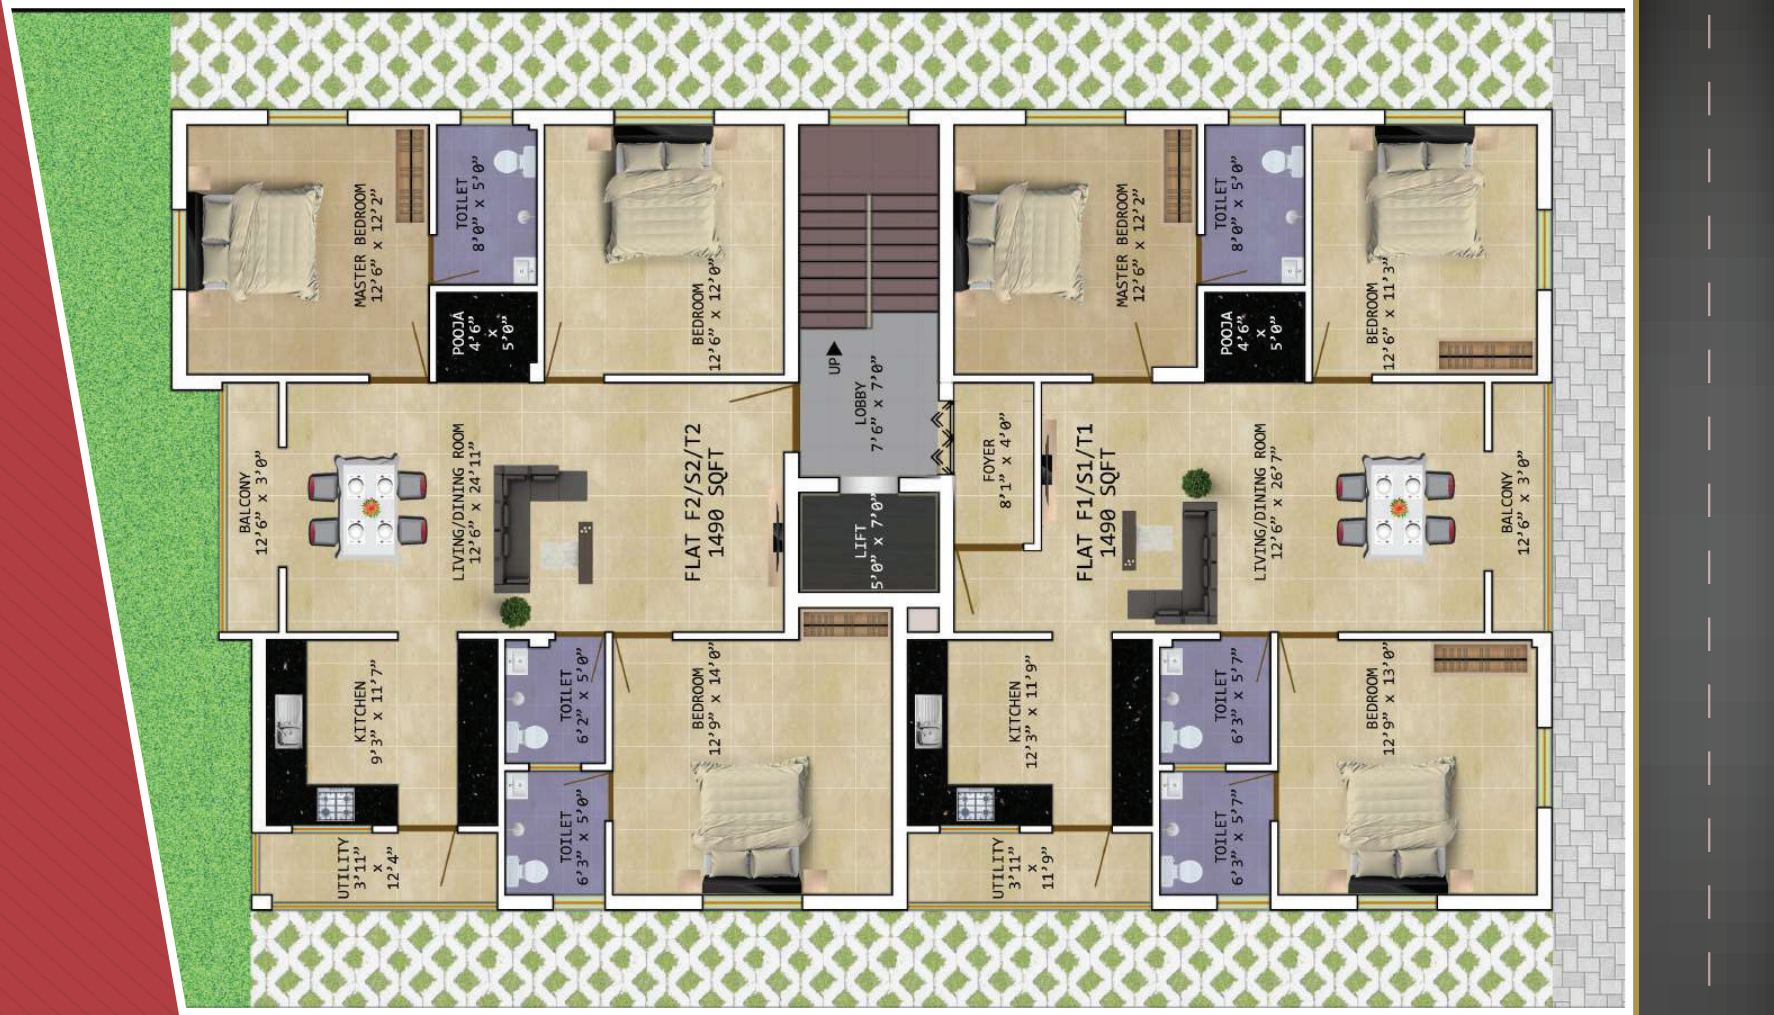 MASTER BEDROOM
12'6" x 12'2"
TOILET
8'0" x 5'0"
POOJA
4'6"
x
5'0"
BEDROOM
12'6" x 12'0"
UP
LOBBY
7'6" x 7'0"
LIFT
5'0" x 7'0"
MASTER BEDROOM
12'6" x 12'2"
TOILET
8'0" x 5'0"
POOJA
4'6"
x
5'0"
BEDROOM
12'6" x 11'3"
BALCONY
12'6" x 3'0"
LIVING/DINING ROOM
12'6" x 24'11"
FLAT F2/S2/T2
1490 SQFT
FOYER
8'1" x 4'0"
FLAT F1/S1/T1
1490 SQFT
LIVING/DINING ROOM
12'6" x 26'7"
BALCONY
12'6" x 3'0"
KITCHEN
9'3" x 11'7"
TOILET
6'2" x 5'0"
BEDROOM
12'9" x 14'0"
KITCHEN
12'3" x 11'9"
TOILET
6'3" x 5'7"
BEDROOM
12'9" x 13'0"
UTILITY
3'11"
x
12'4"
TOILET
6'3" x 5'0"
UTILITY
3'11"
x
11'9"
TOILET
6'3" x 5'7"